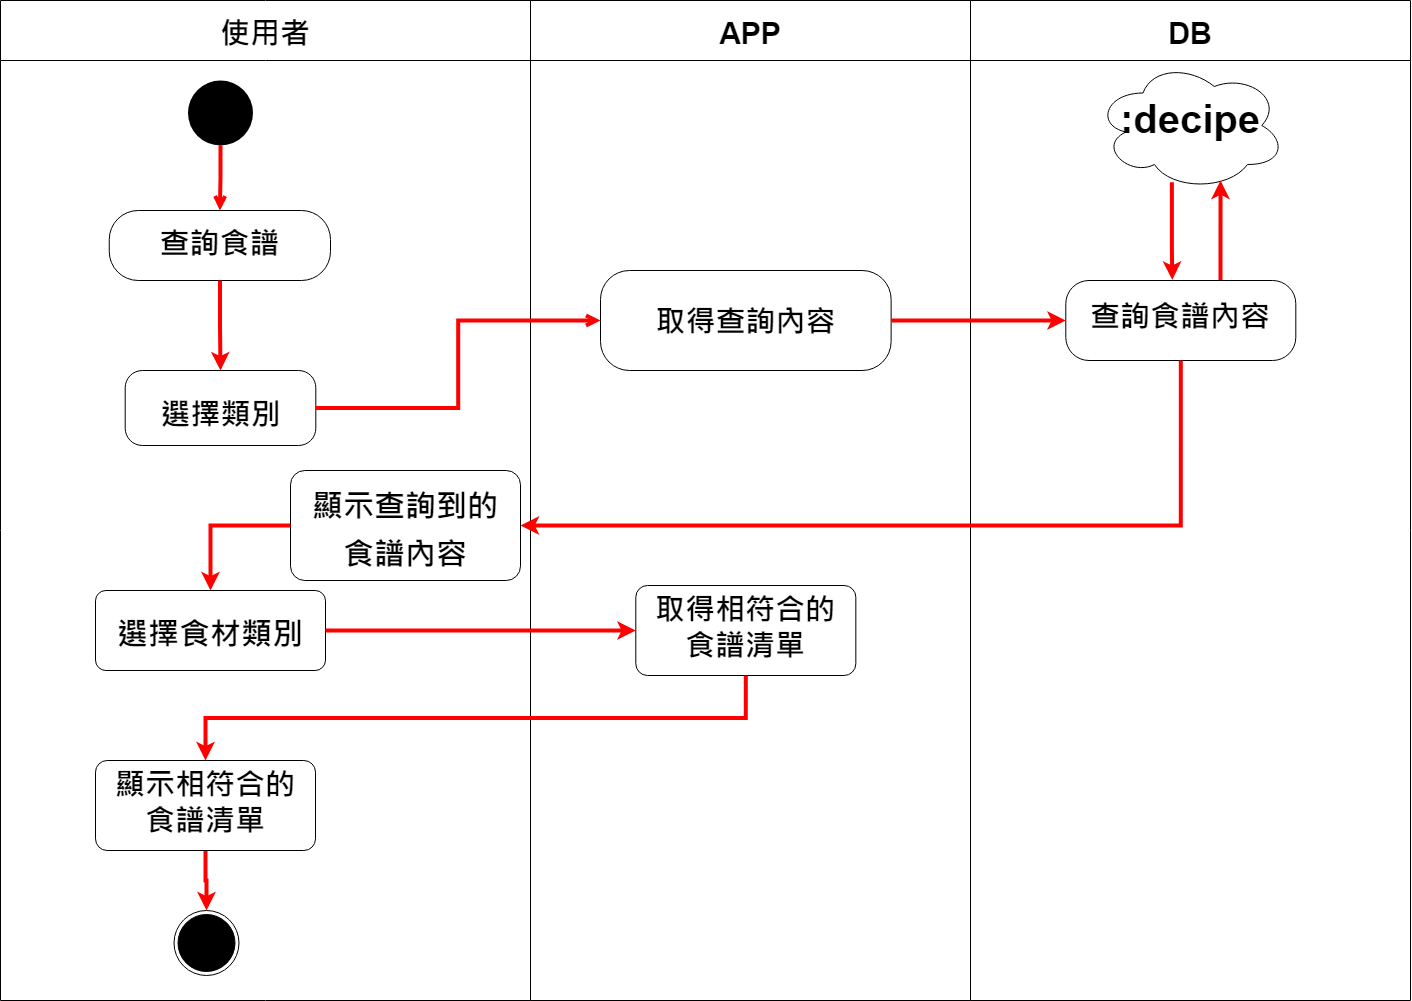 使用者
APP
DB
:decipe
查詢食譜
取得查詢內容
查詢食譜內容
選擇類別
顯示查詢到的
食譜內容
選擇食材類別
取得相符合的
食譜清單
顯示相符合的
食譜清單